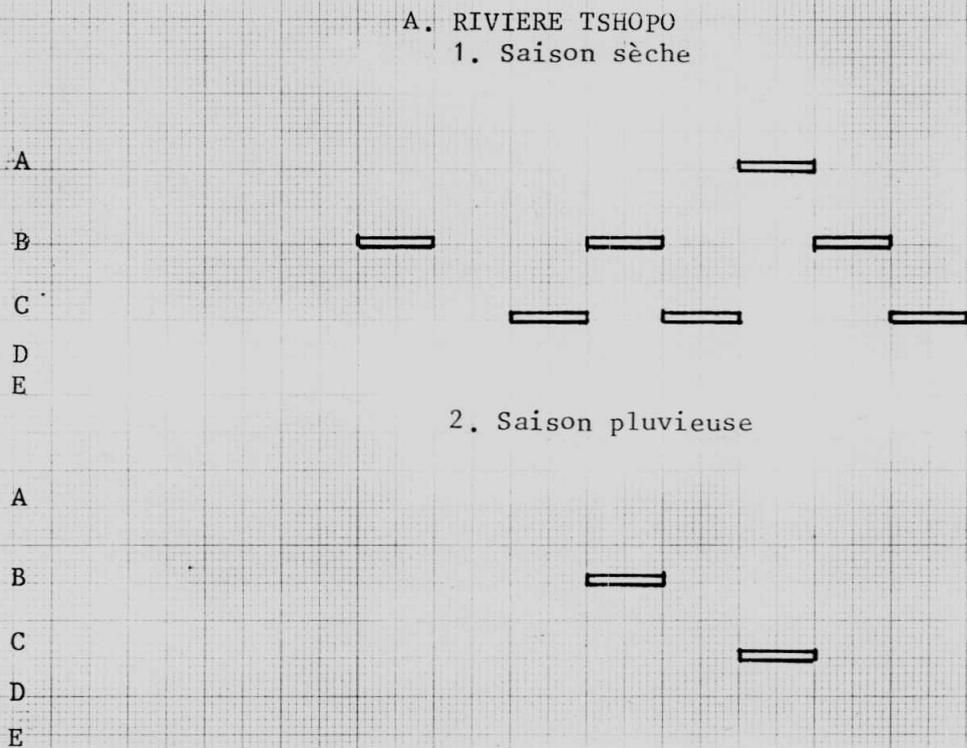 A. RIVIERE TSHOPO
1. Saison sèche
A
B
C
D
E
2. Saison pluvieuse
A
B
C
D
E